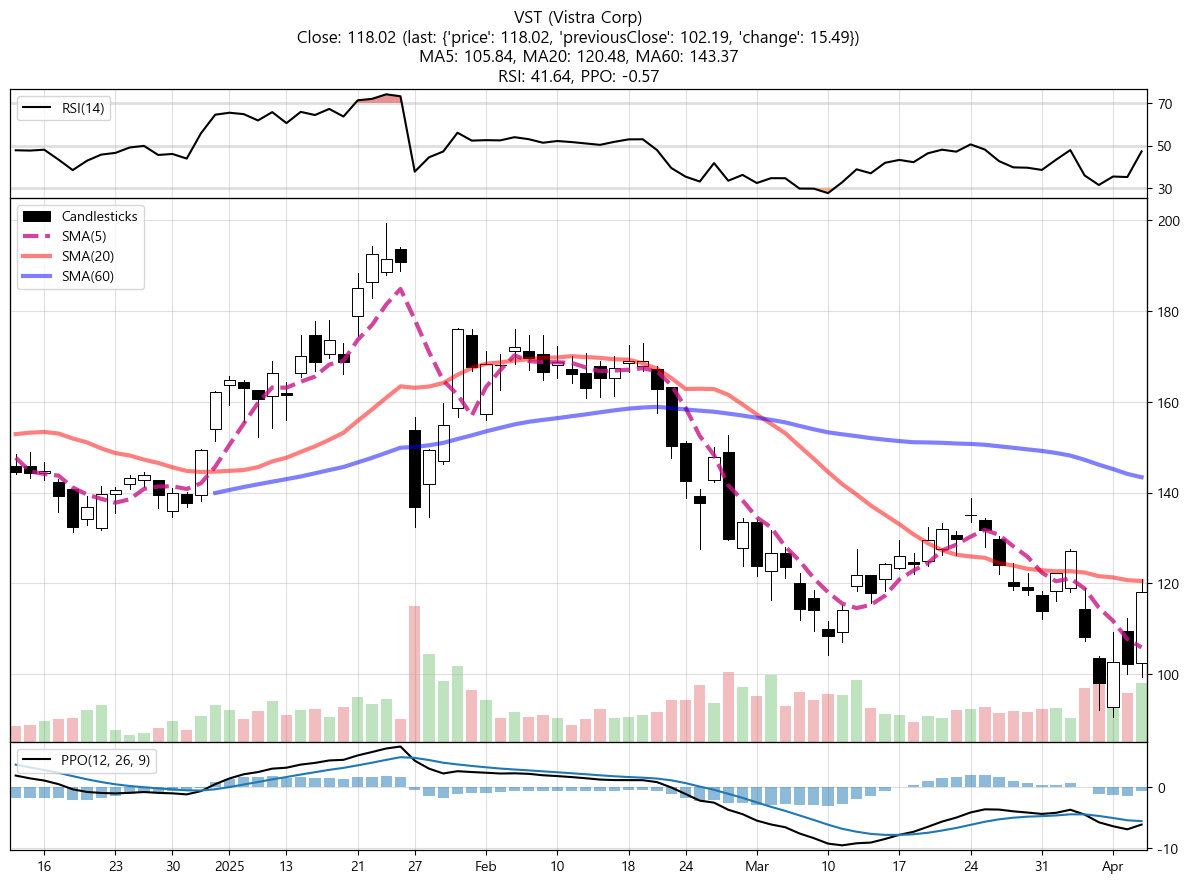 VST (Vistra Corp)
Close: 118.02 (last: {'price': 118.02, 'previousClose': 102.19, 'change': 15.49})
MA5: 105.84, MA20: 120.48, MA60: 143.37
RSI: 41.64, PPO: -0.57
RSI(14)
70
50
30
Candlesticks
SMA(5)
SMA(20)
SMA(60)
200
180
160
140
120
100
PPO(12, 26, 9)
0
-10
16 23 30 2025 13 21 27 Feb 10 18 24 Mar 10 17 24 31 Apr